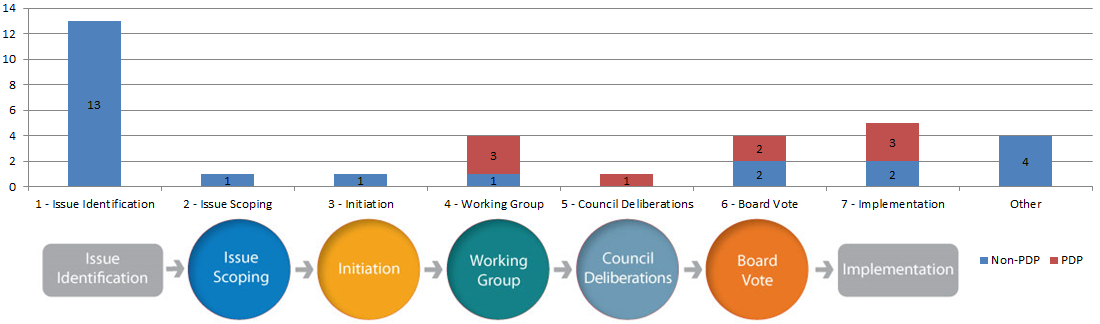 14
12
10
8
6
4
2
0
13
1
1
3
1
1
2
2
3
2
4
1 - Issue Identification
2 - Issue Scoping
3 - Initiation
4 - Working Group
5 - Council Deliberations
6 - Board Vote
7 - Implementation
Other
Issue
Identification
Issue
Scoping
Initiation
Working
Group
Council
Deliberations
Board
Vote
Implementation
Non-PDP
PDP